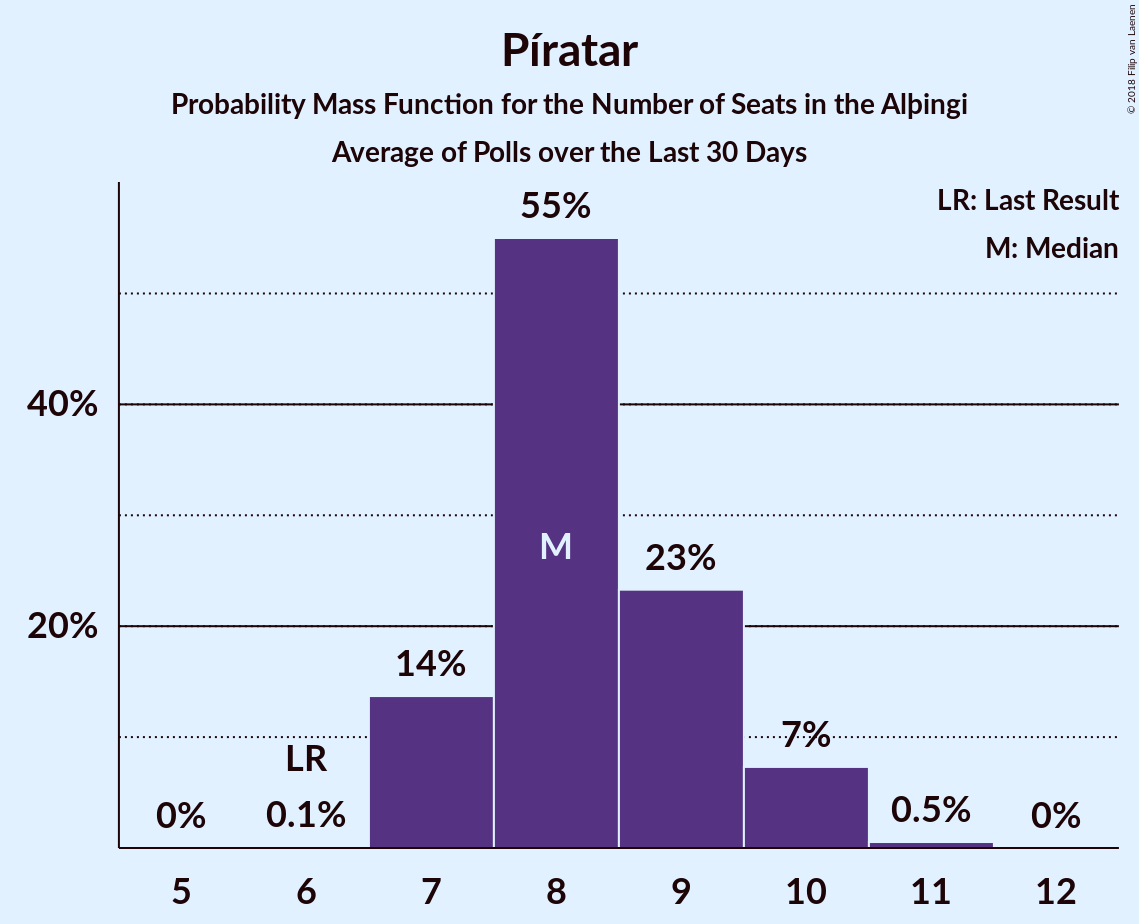 Píratar
Probability Mass Function for the Number of Seats in the Alþingi
Average of Polls over the Last 30 Days
© 2018 Filip van Laenen
LR: Last Result
M: Median
55%
40%
M
23%
20%
14%
7%
LR
0%
0.1%
0.5%
0%
5 6 7 8 9 10 11 12